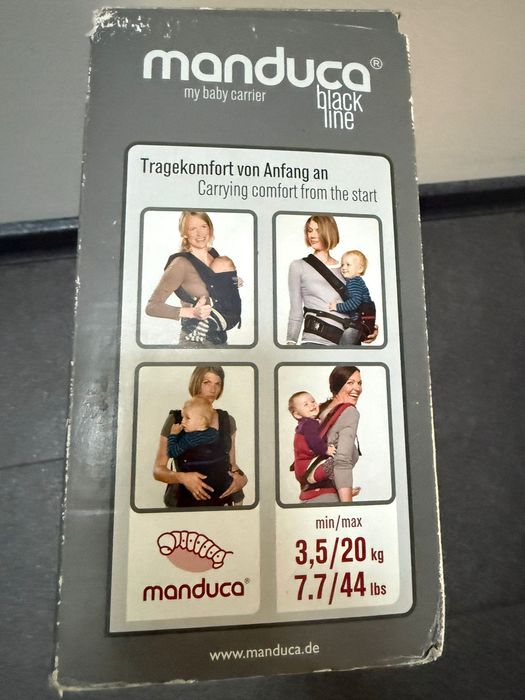 manduca®
my baby carrier
black
line
Tragekomfort von Anfang an
Carrying comfort from the start
min/max
3,5/20 kg
7.7/44 lbs
manduca®
www.manduca.de